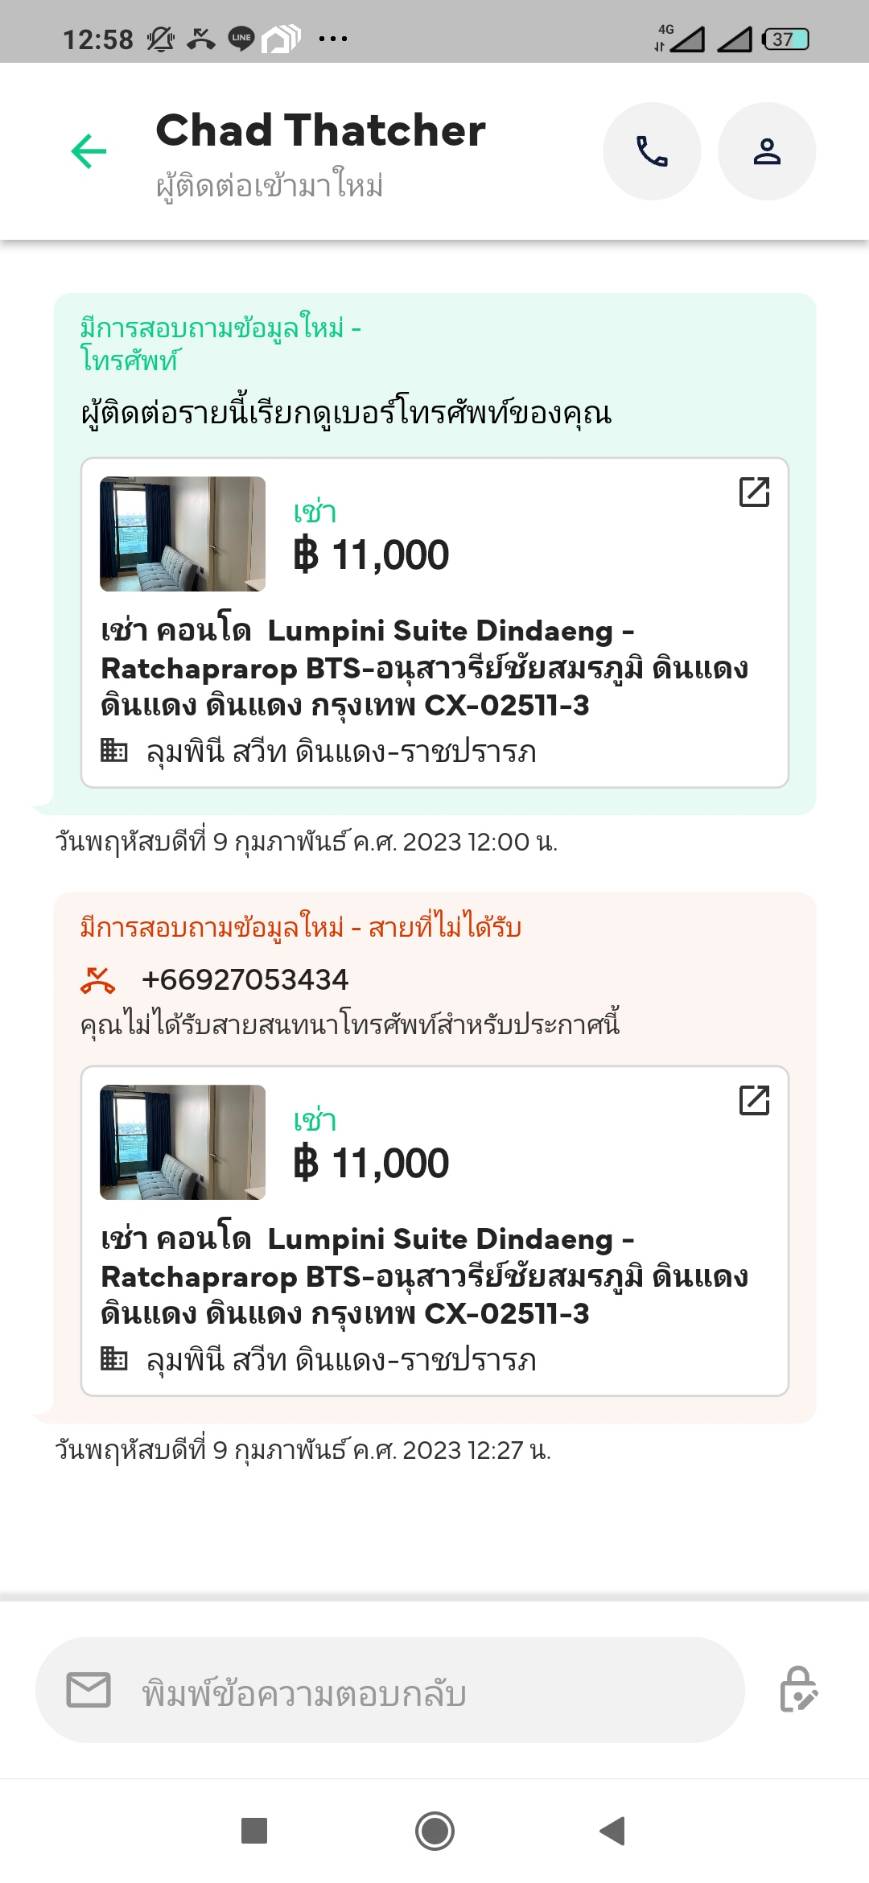 12:58
LINE
4G
37
Chad Thatcher
ผู้ติดต่อเข้ามาใหม่
มีการสอบถามข้อมูลใหม่ -
โทรศัพท์
ผู้ติดต่อรายนี้เรียกดูเบอร์โทรศัพท์ของคุณ
เช่า
฿ 11,000
เช่า คอนโด Lumpini Suite Dindaeng -
Ratchaprarop BTS-อนุสาวรีย์ชัยสมรภูมิ ดินแดง
ดินแดง ดินแดง กรุงเทพ CX-02511-3
ลุมพินี สวีท ดินแดง-ราชปรารภ
วันพฤหัสบดีที่ 9 กุมภาพันธ์ ค.ศ. 2023 12:00 น.
มีการสอบถามข้อมูลใหม่ - สายที่ไม่ได้รับ
+66927053434
คุณไม่ได้รับสายสนทนาโทรศัพท์สำหรับประกาศนี้
เช่า
฿ 11,000
เช่า คอนโด Lumpini Suite Dindaeng -
Ratchaprarop BTS-อนุสาวรีย์ชัยสมรภูมิ ดินแดง
ดินแดง ดินแดง กรุงเทพ CX-02511-3
ลุมพินี สวีท ดินแดง-ราชปรารภ
วันพฤหัสบดีที่ 9 กุมภาพันธ์ ค.ศ. 2023 12:27 น.
พิมพ์ข้อความตอบกลับ